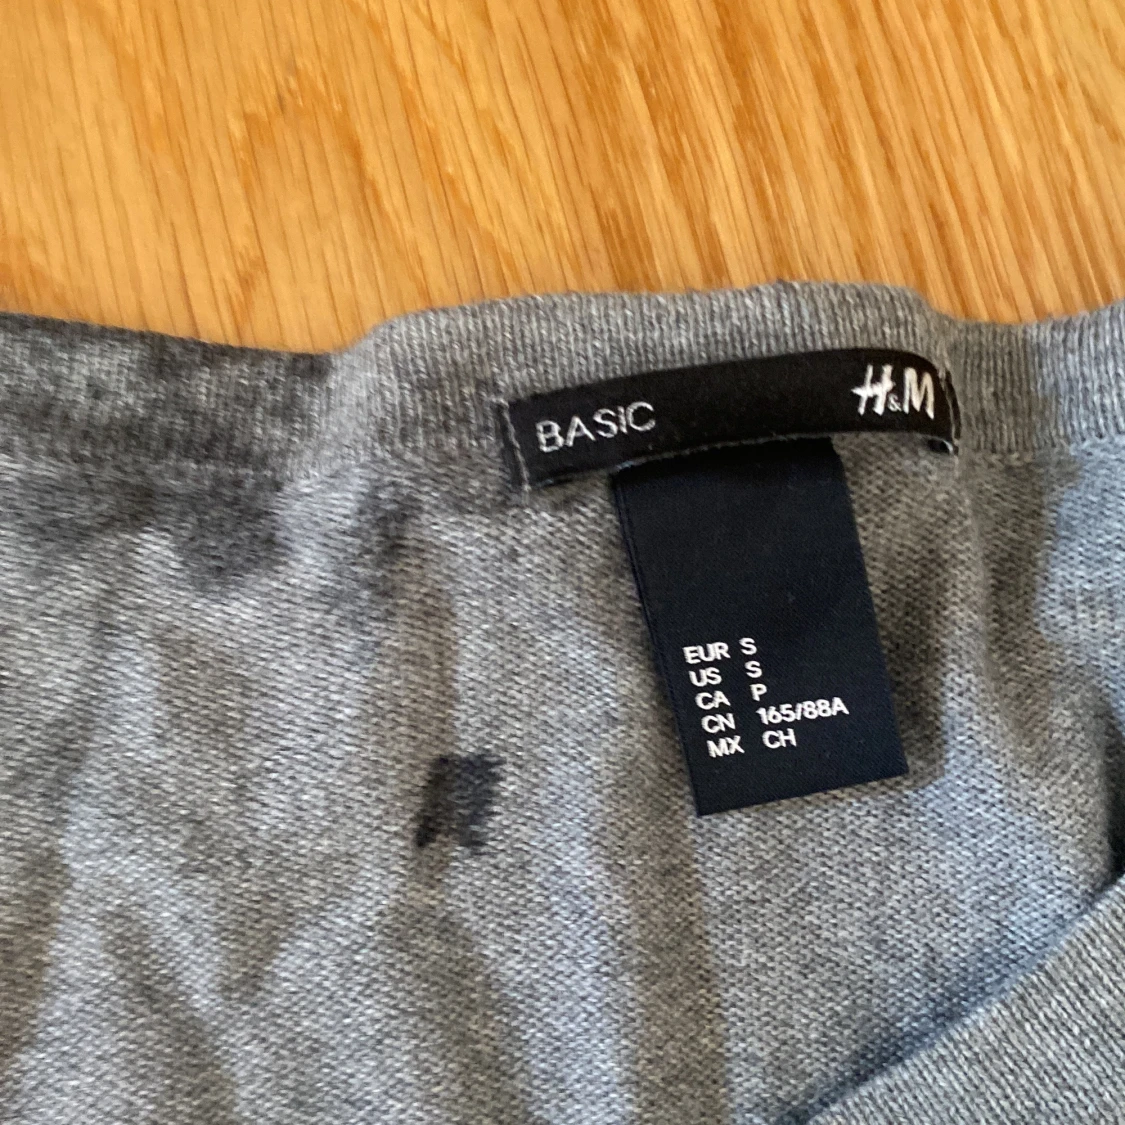 BASIC
H&M
EUR S
US S
CA P
CN 165/88A
MX CH